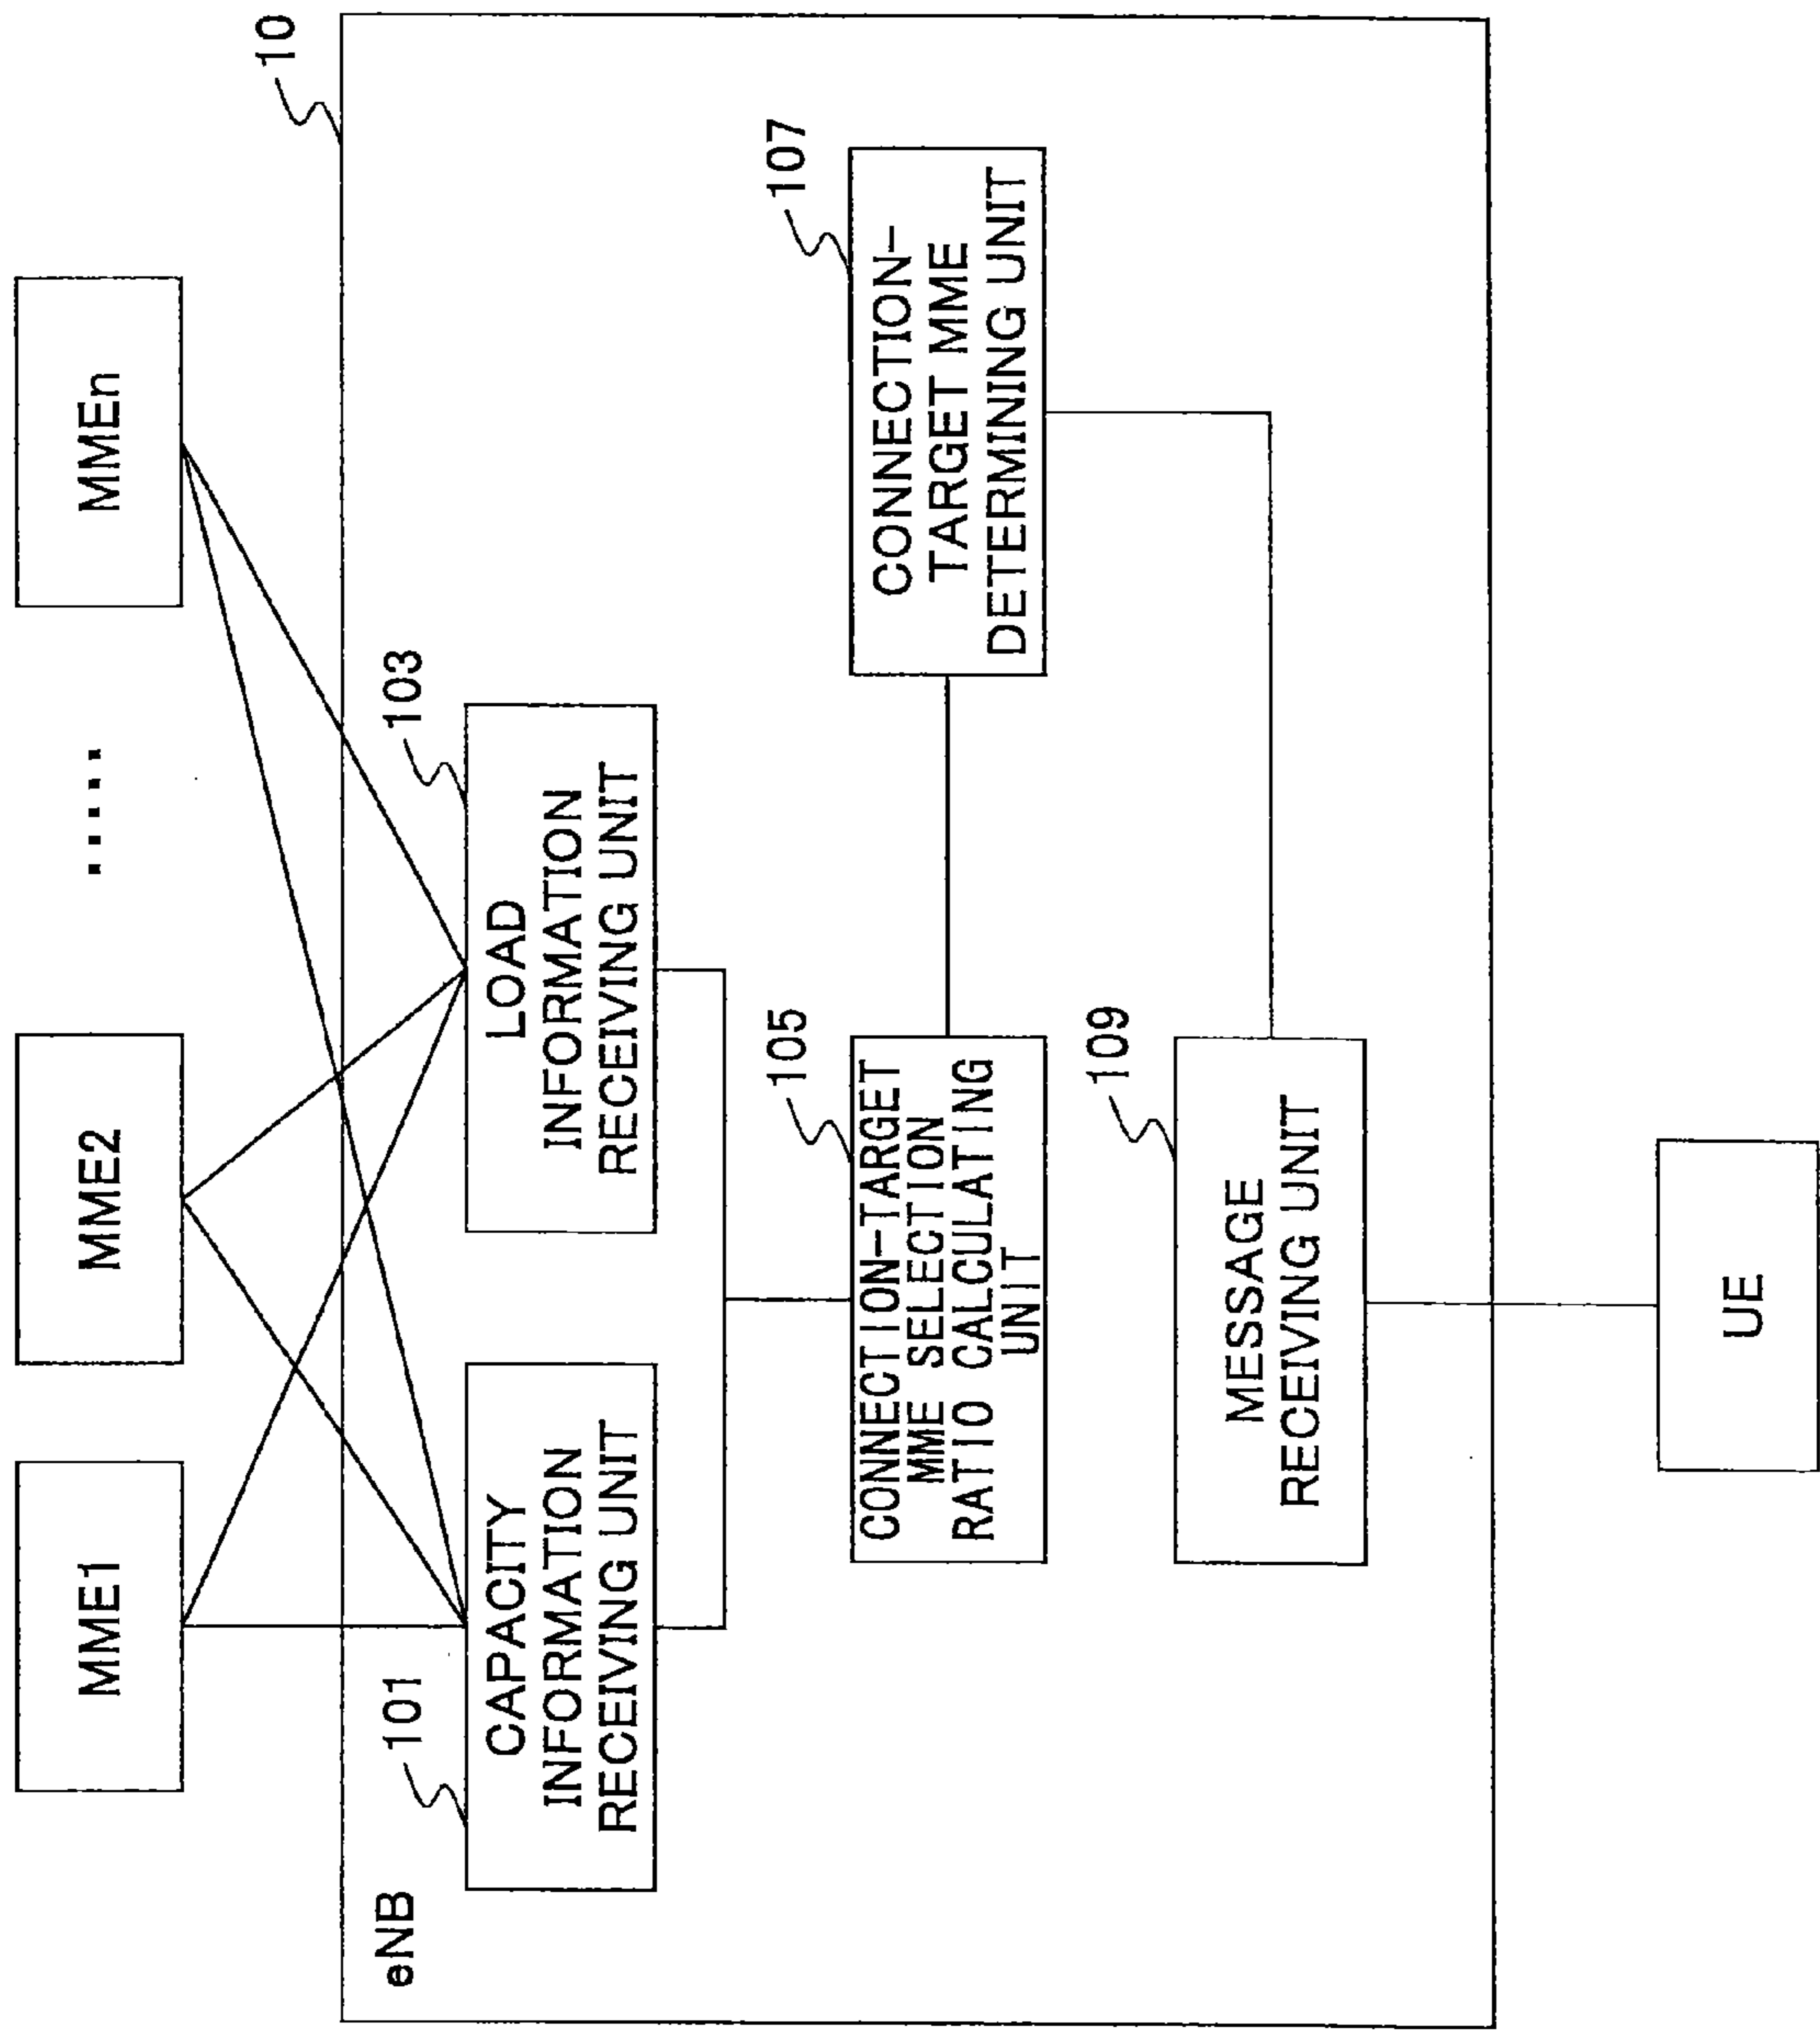 MME1
MME2
.....
MMEn
10
eNB
101
CAPACITY
INFORMATION
RECEIVING UNIT
103
LOAD
INFORMATION
RECEIVING UNIT
105
CONNECTION-TARGET
MME SELECTION
RATIO CALCULATING
UNIT
107
CONNECTION-
TARGET MME
DETERMINING UNIT
109
MESSAGE
RECEIVING UNIT
UE